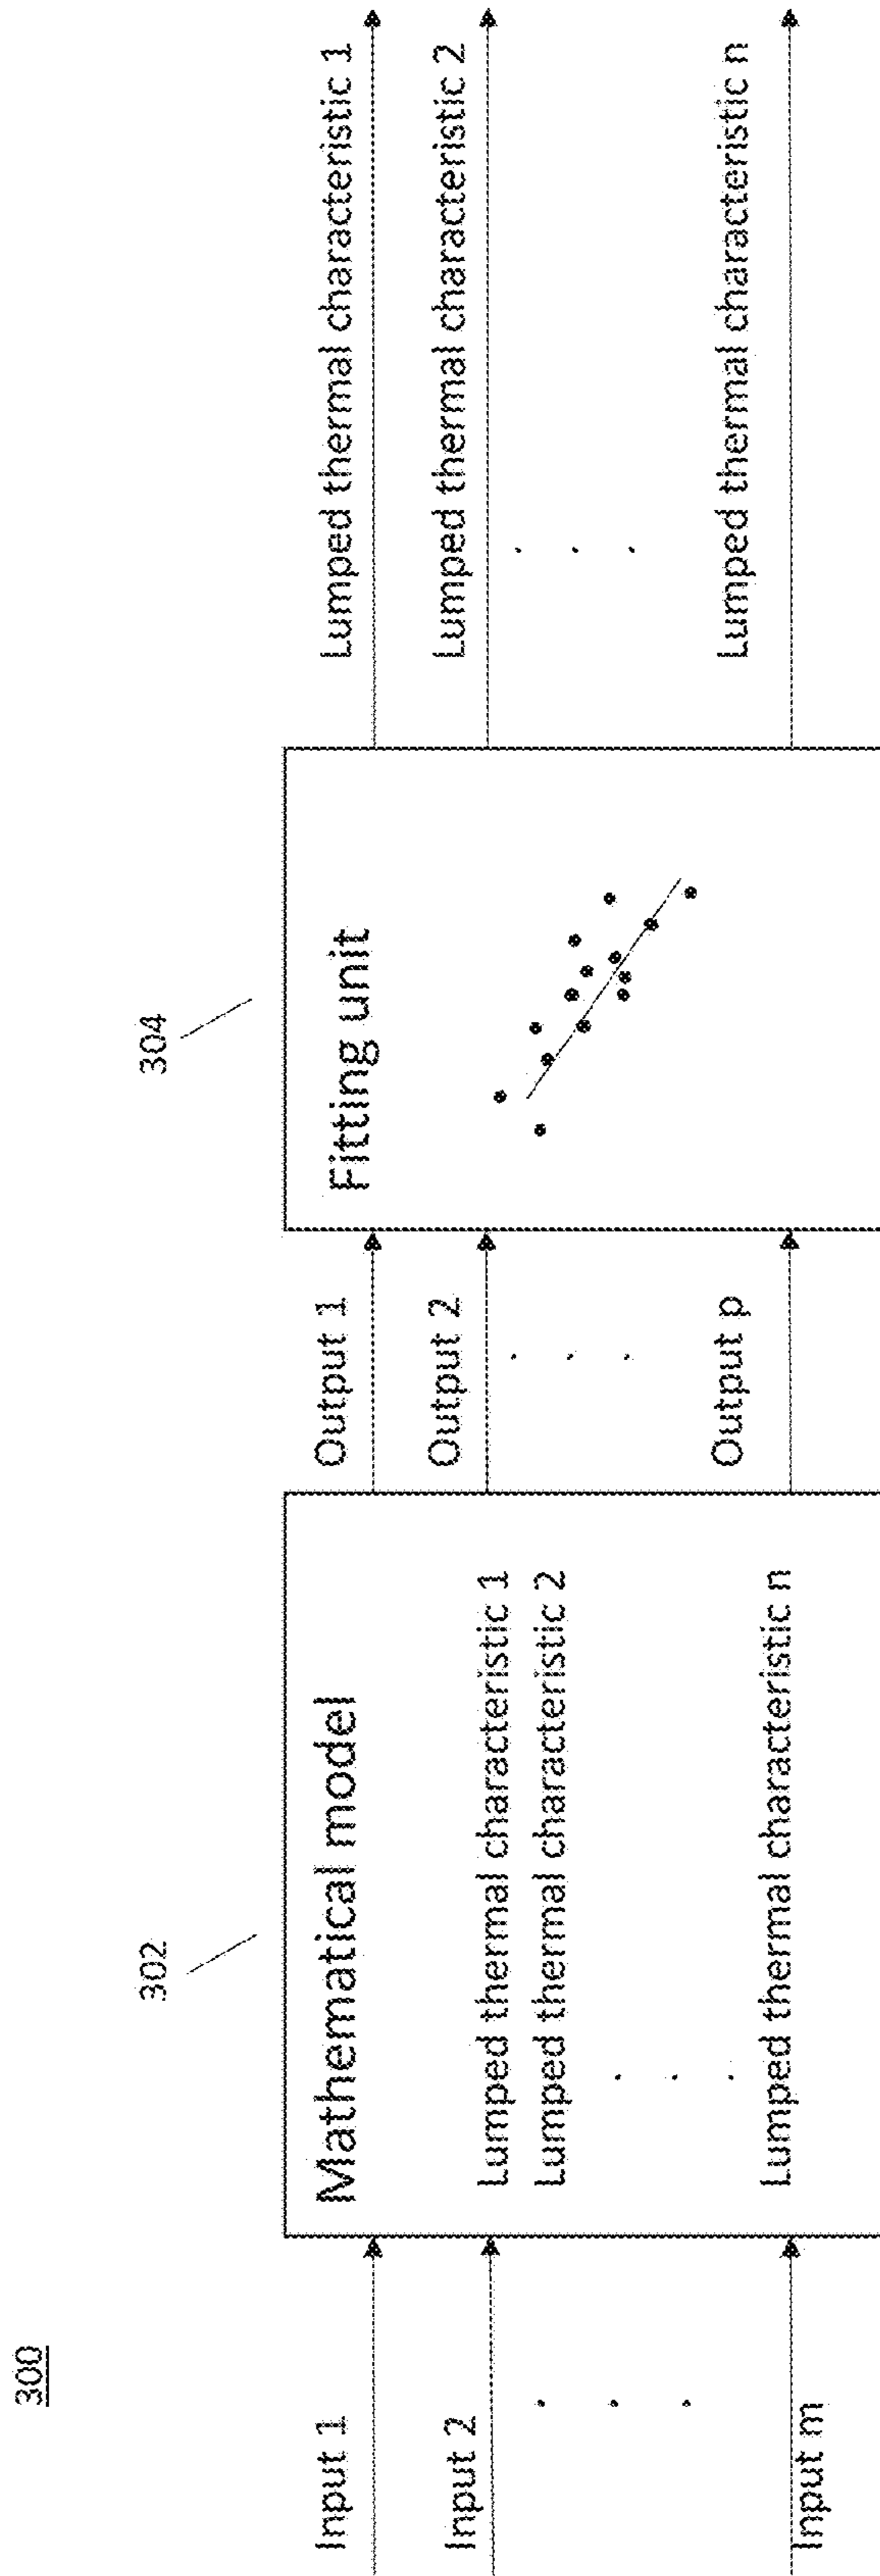 300
302
304
Input 1
Input 2
Input m
Mathematical model
Lumped thermal characteristic 1
Lumped thermal characteristic 2
Lumped thermal characteristic n
Output 1
Output 2
Output p
Fitting unit
Lumped thermal characteristic 1
Lumped thermal characteristic 2
Lumped thermal characteristic n